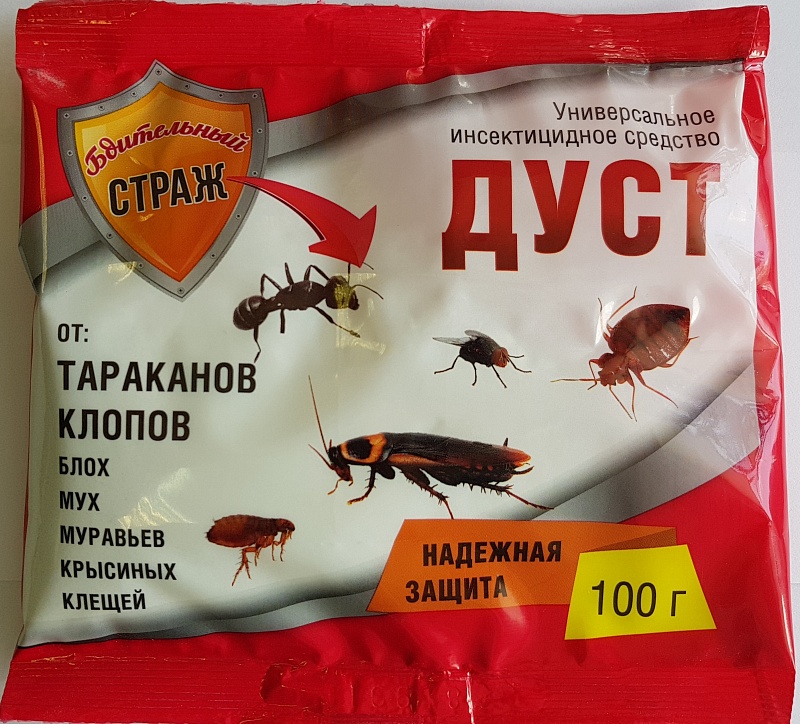 Бдительный
СТРАЖ
Универсальное
инсектицидное средство
ДУСТ
ОТ:
ТАРАКАНОВ
КЛОПОВ
БЛОХ
МУХ
МУРАВЬЕВ
КРЫСИНЫХ
КЛЕЩЕЙ
НАДЕЖНАЯ
ЗАЩИТА
100 г